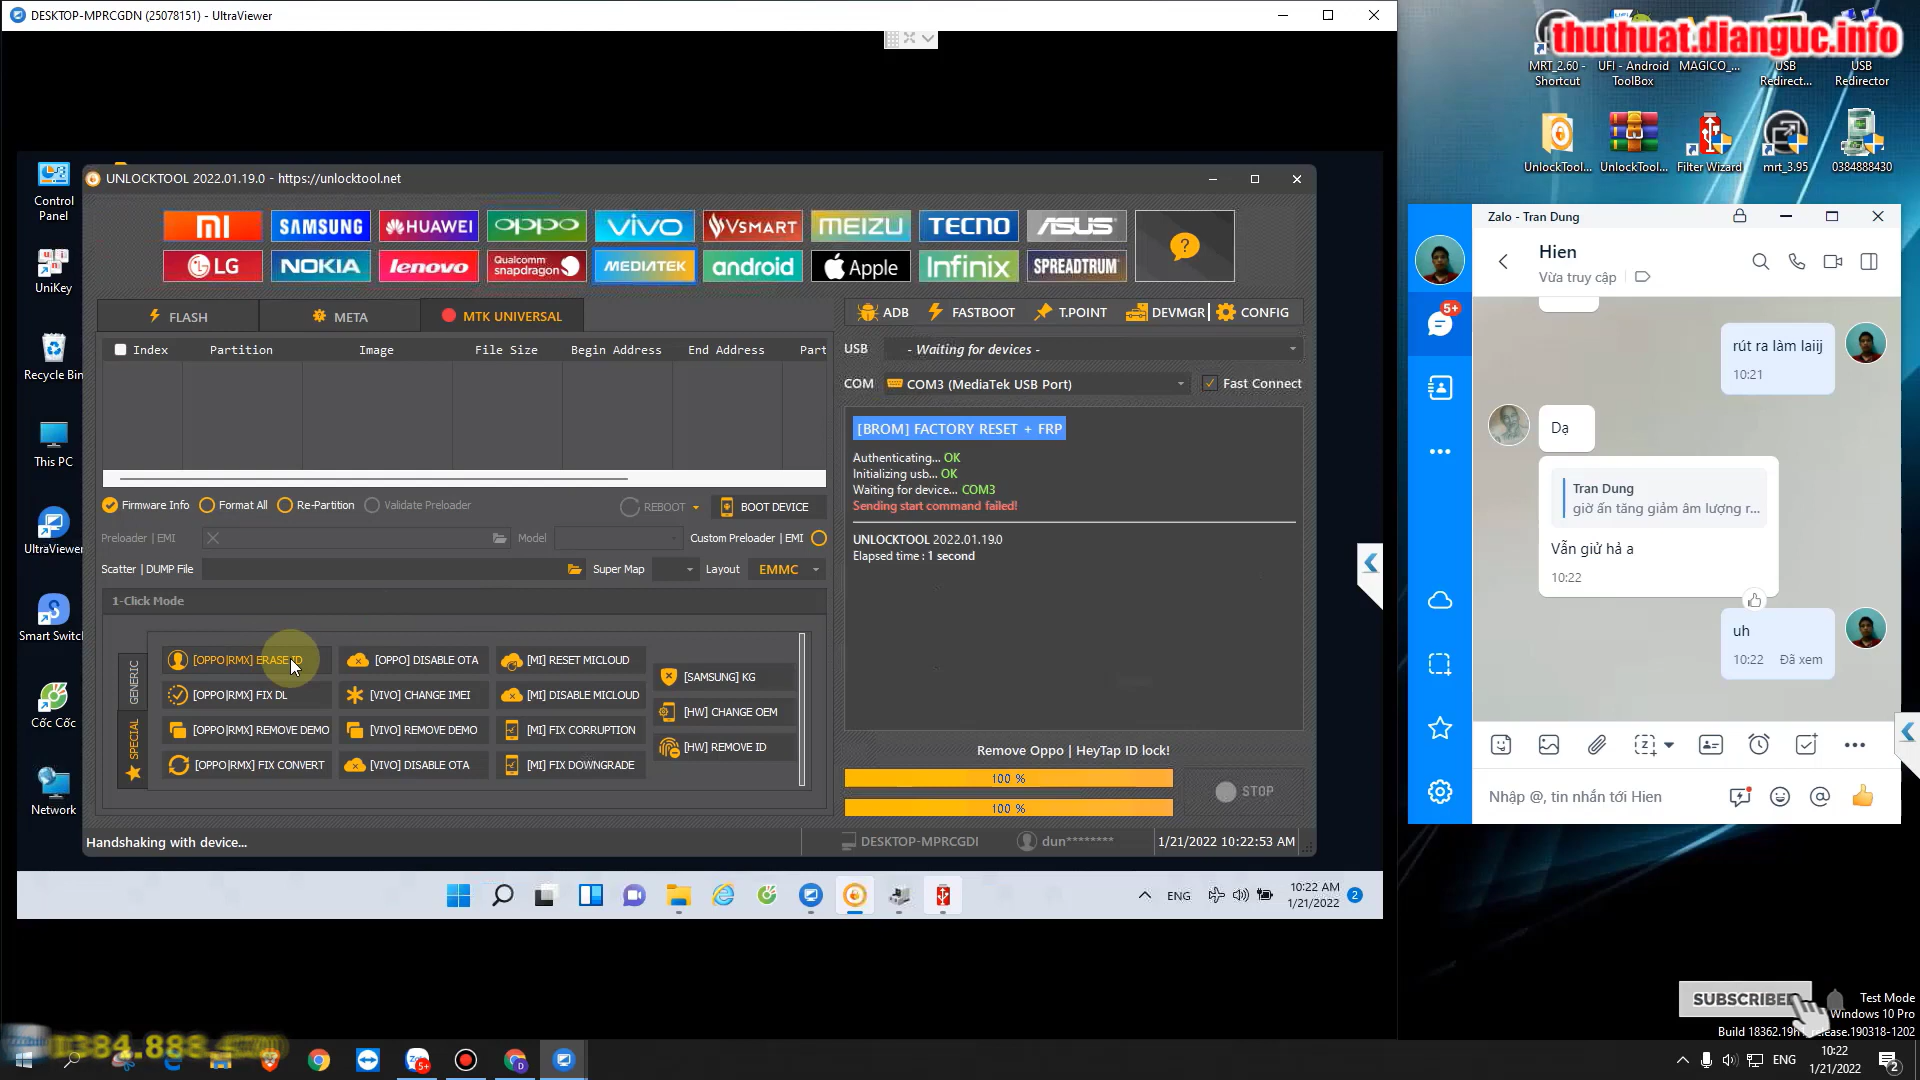 DESKTOP-MPRCGDN (25078151) - UltraViewer
thuthuat.dianguc.info
MRT_2.60 - Shortcut
UFI - Android ToolBox
MAGICO_...
USB Redirect...
USB Redirector
UnlockTool...
UnlockTool...
Filter Wizard
mrt_3.95
0384888430
Control Panel
UniKey
Recycle Bin
This PC
UltraViewer
Smart Switch
Cốc Cốc
Network
UNLOCKTOOL 2022.01.19.0 - https://unlocktool.net
MI SAMSUNG HUAWEI oppo vivo VSMART MEIZU TECNO ASUS
LG NOKIA lenovo Qualcomm snapdragon MEDIATEK android Apple Infinix SPREADTRUM
?
FLASH META MTK UNIVERSAL
ADB FASTBOOT T.POINT DEVMGR CONFIG
Index Partition Image File Size Begin Address End Address Part
USB - Waiting for devices -
COM COM3 (MediaTek USB Port) Fast Connect
[BROM] FACTORY RESET + FRP
Authenticating... OK
Initializing usb... OK
Waiting for device... COM3
Sending start command failed!
UNLOCKTOOL 2022.01.19.0
Elapsed time : 1 second
Firmware Info Format All Re-Partition Validate Preloader REBOOT BOOT DEVICE
Preloader | EMI Model Custom Preloader | EMI
Scatter | DUMP File Super Map Layout EMMC
1-Click Mode
GENERIC
SPECIAL
[OPPO|RMX] ERASE ID [OPPO] DISABLE OTA [MI] RESET MICLOUD
[OPPO|RMX] FIX DL [VIVO] CHANGE IMEI [MI] DISABLE MICLOUD
[OPPO|RMX] REMOVE DEMO [VIVO] REMOVE DEMO [MI] FIX CORRUPTION
[OPPO|RMX] FIX CONVERT [VIVO] DISABLE OTA [MI] FIX DOWNGRADE
[SAMSUNG] KG
[HW] CHANGE OEM
[HW] REMOVE ID
Remove Oppo | HeyTap ID lock!
100 %
100 %
STOP
Handshaking with device...
DESKTOP-MPRCGDI dun******** 1/21/2022 10:22:53 AM
ENG
10:22 AM
1/21/2022
2
Zalo - Tran Dung
Hien
Vừa truy cập
5+
rút ra làm laiij
10:21
Dạ
Tran Dung
giờ ấn tăng giảm âm lượng r...
Vẫn giử hả a
10:22
uh
10:22 Đã xem
Nhập @, tin nhắn tới Hien
SUBSCRIBED
Test Mode
Windows 10 Pro
Build 18362.19h1_release.190318-1202
5+
ENG
10:22
1/21/2022
2